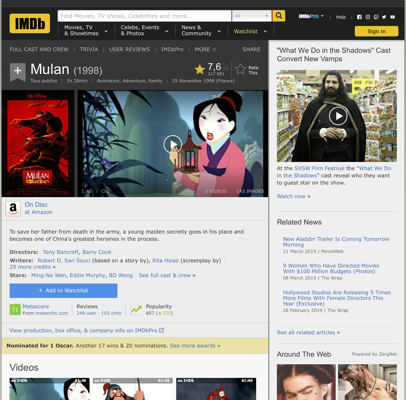 IMDb
Find Movies, TV shows, Celebrities and more...
All
IMDbPro
Help
Movies, TV & Showtimes
Celebs, Events & Photos
News & Community
Watchlist
Sign in
FULL CAST AND CREW | TRIVIA | USER REVIEWS | IMDbPro | MORE
SHARE
Mulan (1998)
7,6
Rate This
Tous publics | 1h 28min | Animation, Adventure, Family | 25 November 1998 (France)
MULAN
1:40 | Clip
5 VIDEOS | 143 IMAGES
a
On Disc
at Amazon
To save her father from death in the army, a young maiden secretly goes in his place and
becomes one of China's greatest heroines in the process.
Directors: Tony Bancroft, Barry Cook
Writers: Robert D. San Souci (based on a story by), Rita Hsiao (screenplay by) |
29 more credits »
Stars: Ming-Na Wen, Eddie Murphy, BD Wong | See full cast & crew »
+ Add to Watchlist
71
Metascore
From metacritic.com
Reviews
249 user | 155 critic
Popularity
View production, box office, & company info on IMDbPro
Nominated for 1 Oscar. Another 17 wins & 20 nominations. See more awards »
Videos
"What We Do in the Shadows" Cast
Convert New Vamps
At the SXSW Film Festival the "What We Do
in the Shadows" cast reveal who they want
to guest star on the show.
Watch now »
Related News
New Aladdin Trailer Is Coming Tomorrow
Morning
11 March 2019 | MovieWeb
9 Women Who Have Directed Movies
With $100 Million Budgets (Photos)
08 March 2019 | The Wrap
Hollywood Studios Are Releasing 5 Times
More Films With Female Directors This
Year (Exclusive)
28 February 2019 | The Wrap
See all related articles »
Around The Web
Powered by ZergNet